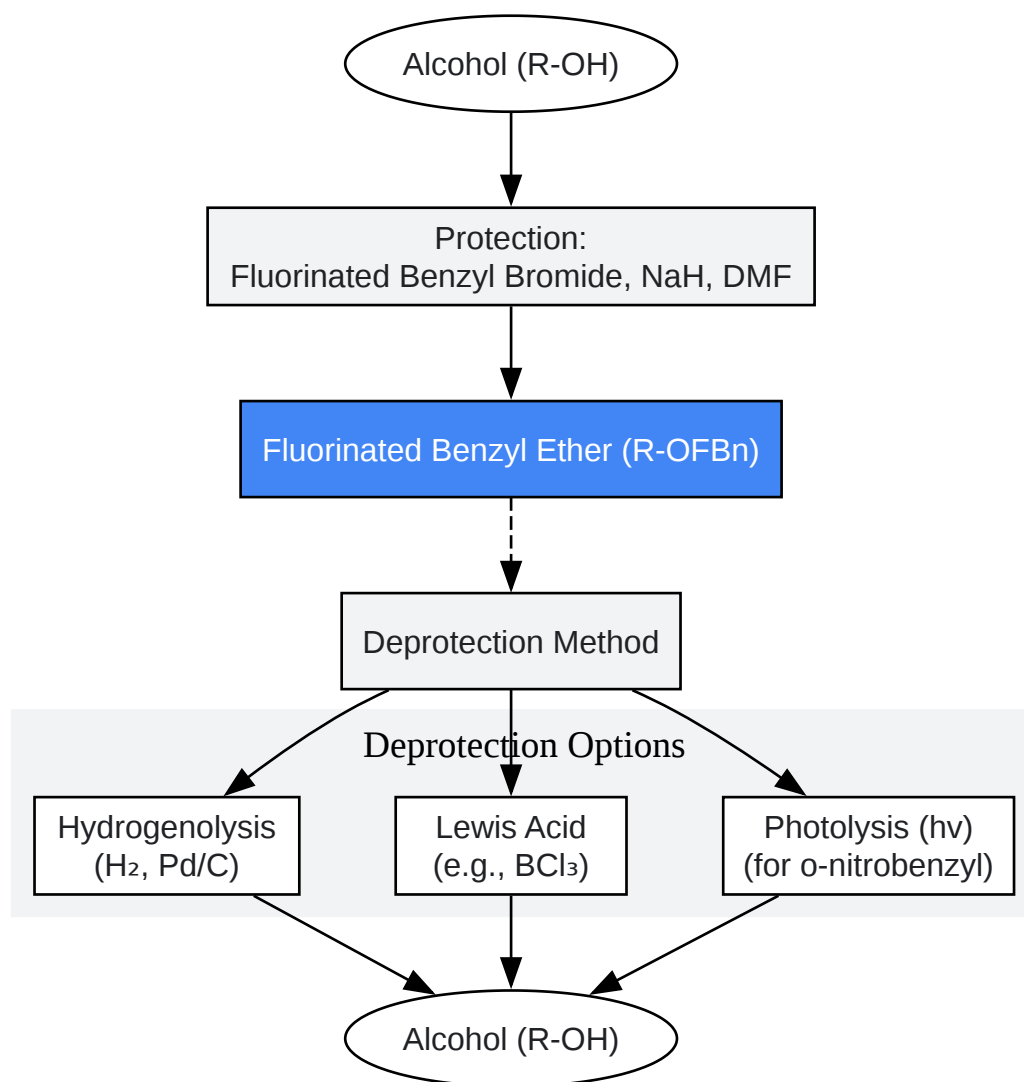 Alcohol (R-OH)
Protection:
Fluorinated Benzyl Bromide, NaH, DMF
Fluorinated Benzyl Ether (R-OFBn)
Deprotection Method
Deprotection Options
Hydrogenolysis
(H₂, Pd/C)
Lewis Acid
(e.g., BCl₃)
Photolysis (hv)
(for o-nitrobenzyl)
Alcohol (R-OH)